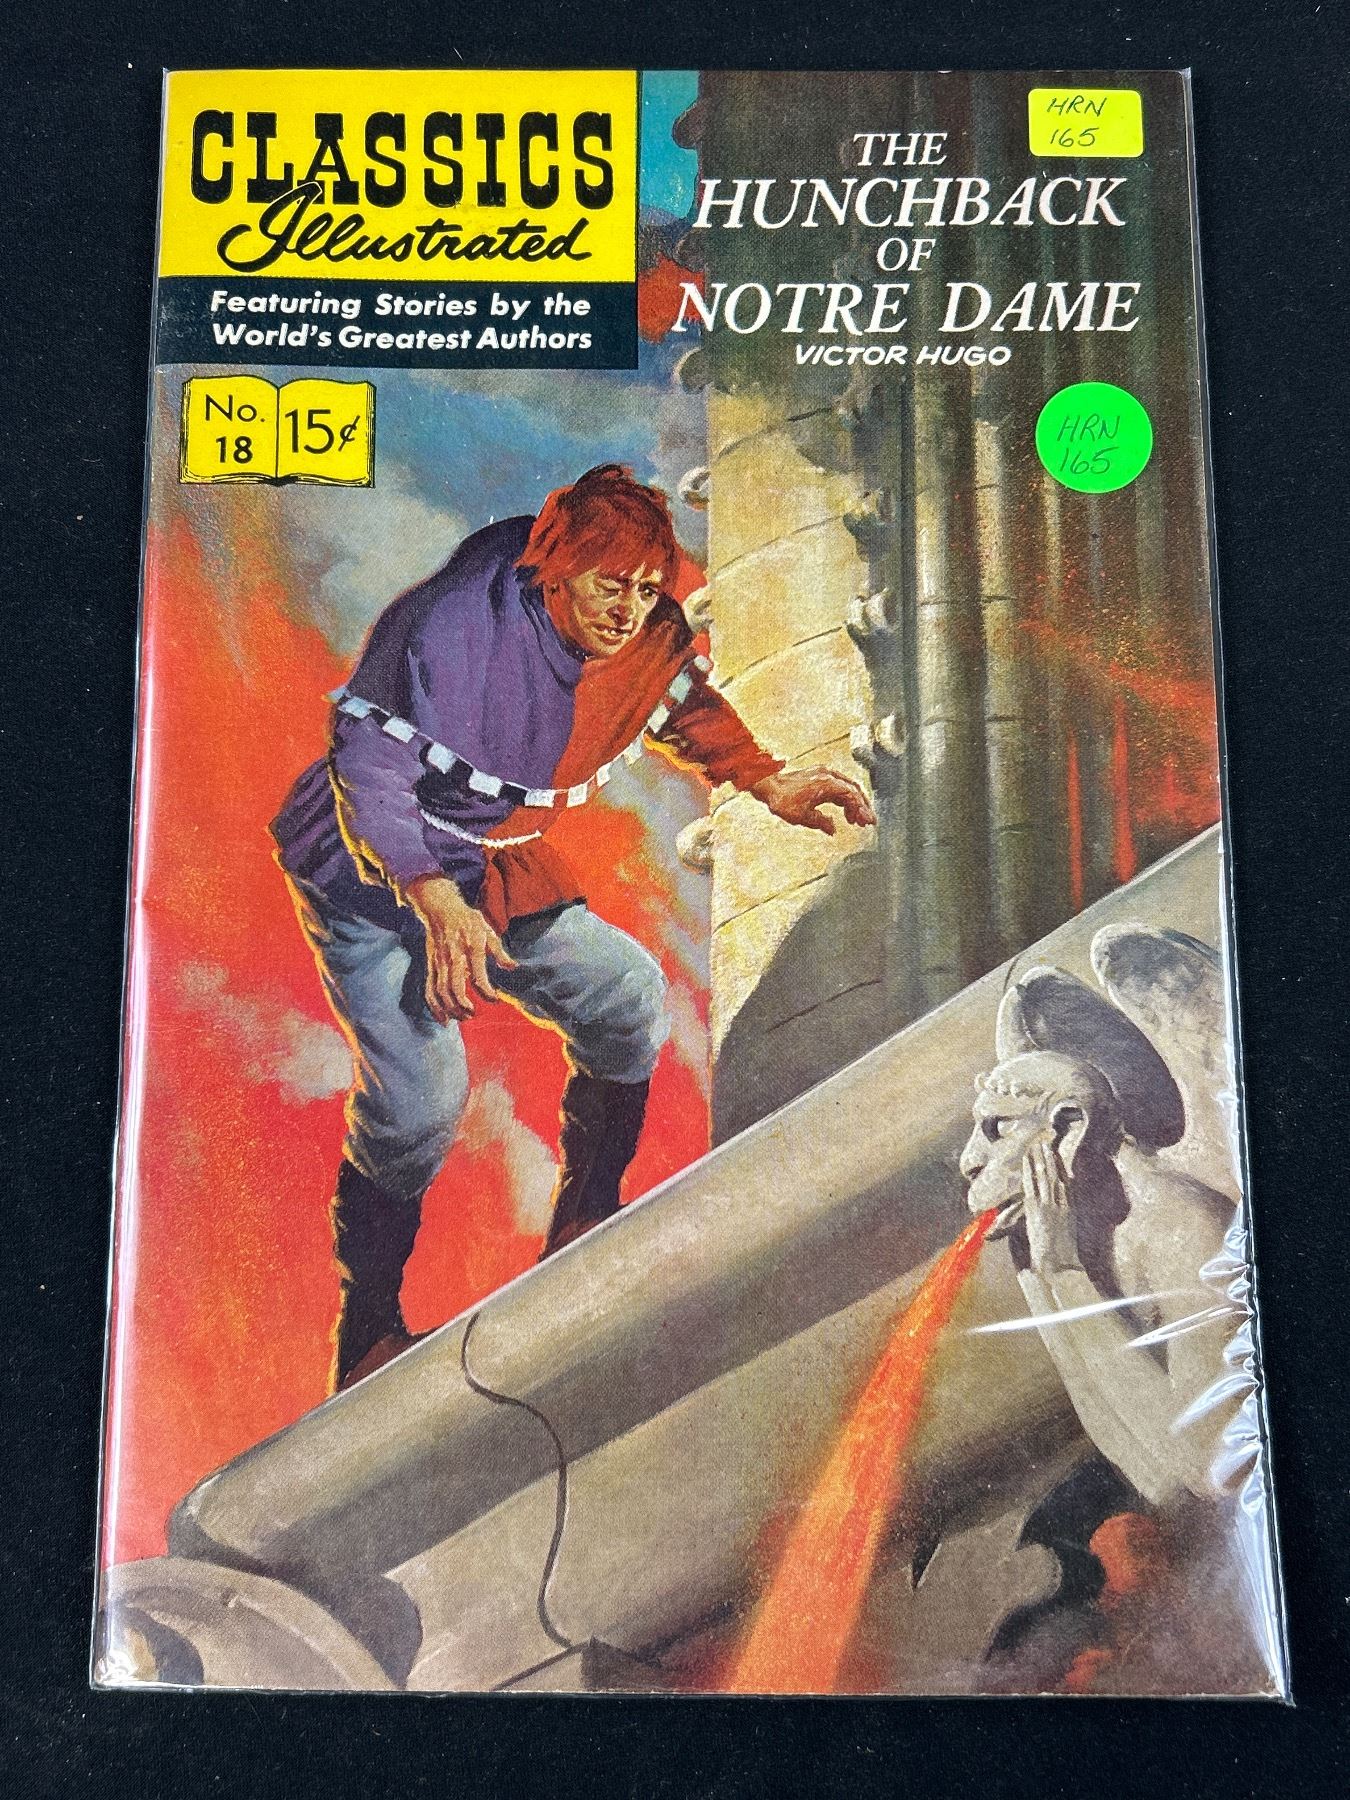 CLASSICS
Illustrated
Featuring Stories by the
World's Greatest Authors
No.
18
15¢
THE
HUNCHBACK
OF
NOTRE DAME
VICTOR HUGO
HRN
165
HRN
165